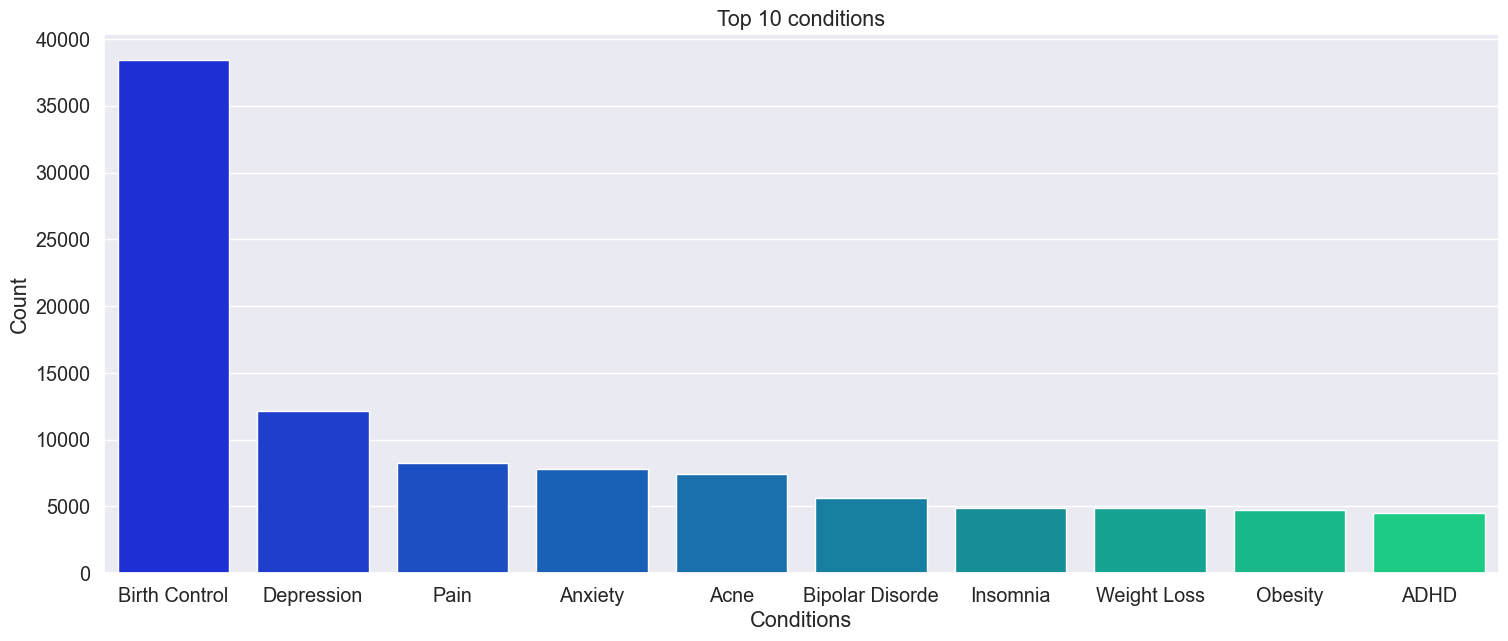 Top 10 conditions
40000
35000
30000
25000
20000
15000
10000
5000
0
Count
Birth Control Depression Pain Anxiety Acne Bipolar Disorde Insomnia Weight Loss Obesity ADHD
Conditions